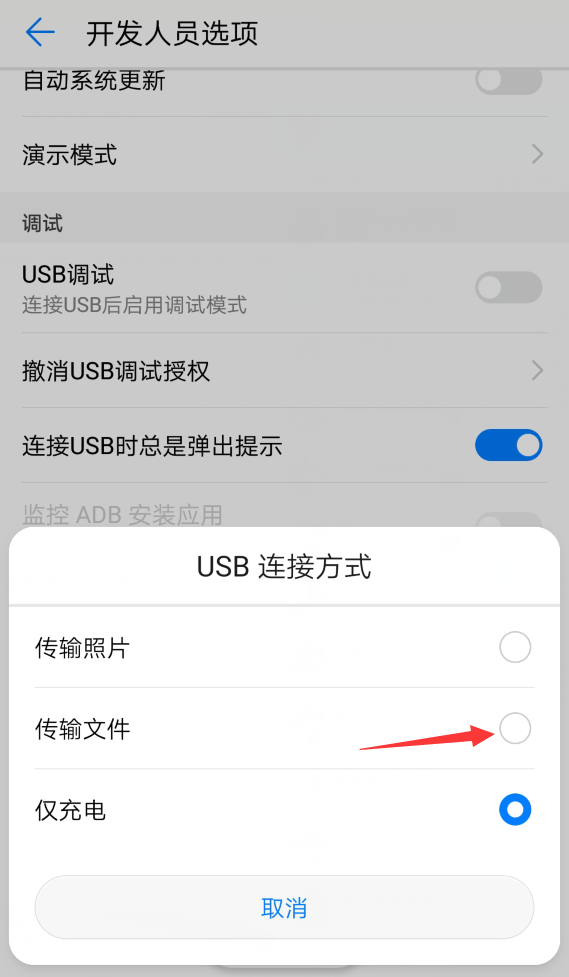 开发人员选项
自动系统更新
演示模式
调试
USB调试
连接USB后启用调试模式
撤消USB调试授权
连接USB时总是弹出提示
监控 ADB 安装应用
USB 连接方式
传输照片
传输文件
仅充电
取消